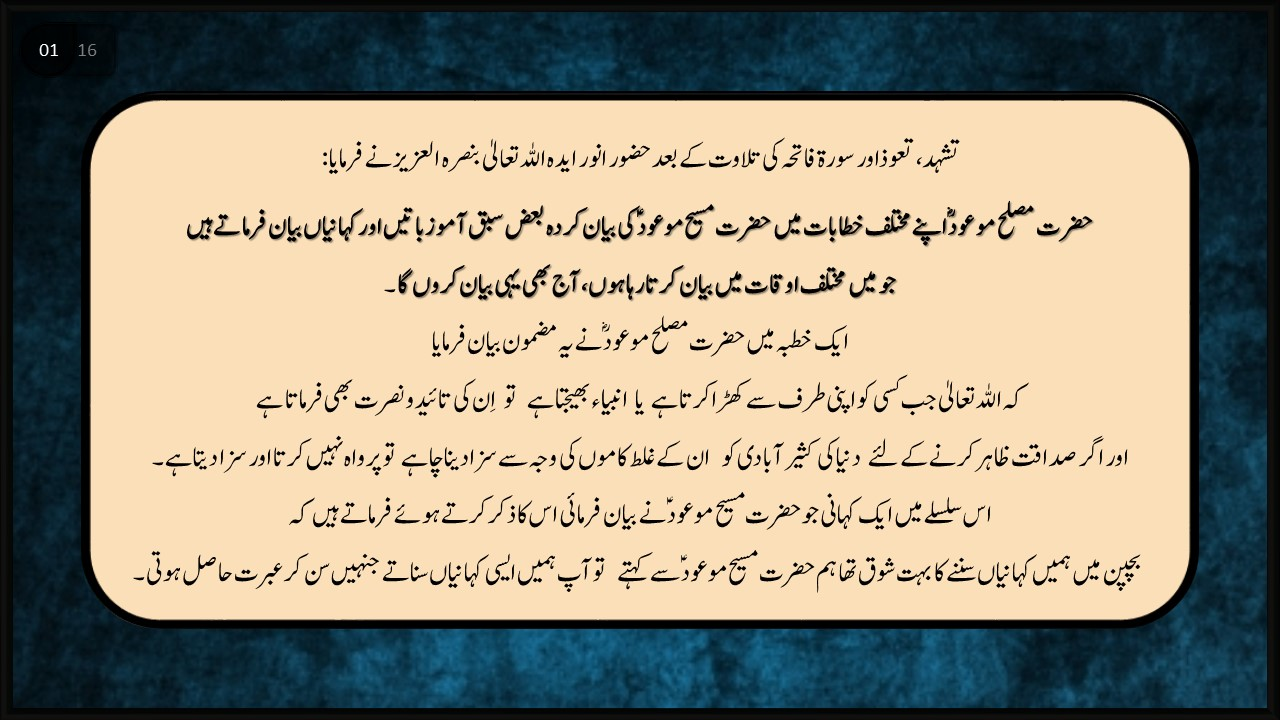 01 16
تشہد، تعوذاور سورۃ فاتحہ کی تلاوت کے بعد حضور انور ایدہ اللہ تعالیٰ بنصرہ العزیز نے فرمایا:
حضرت مصلح موعودؓاپنے مختلف خطابات میں حضرت مسیح موعودؑ کی بیان کردہ بعض سبق آموز باتیں اور کہانیاں بیان فرماتے ہیں
جو میں مختلف اوقات میں بیان کرتا رہاہوں، آج بھی یہی بیان کروں گا۔
ایک خطبہ میں حضرت مصلح موعودؓنے یہ مضمون بیان فرمایا
کہ اللہ تعالیٰ جب کسی کو اپنی طرف سے کھڑا کرتا ہے یا انبیاء بھیجتا ہے تو اِن کی تائید و نصرت بھی فرماتا ہے
اور اگر صداقت ظاہر کرنے کے لئے دنیا کی کثیر آبادی کو ان کے غلط کاموں کی وجہ سے سزا دینا چاہے تو پرواہ نہیں کرتا اور سزا دیتا ہے۔
اس سلسلے میں ایک کہانی جو حضرت مسیح موعودؑنے بیان فرمائی اس کا ذکر کرتے ہوئے فرماتے ہیں کہ
بچپن میں ہمیں کہانیاں سننے کا بہت شوق تھا ہم حضرت مسیح موعودؑ سے کہتے تو آپ ہمیں ایسی کہانیاں سناتے جنہیں سن کر عبرت حاصل ہوتی۔